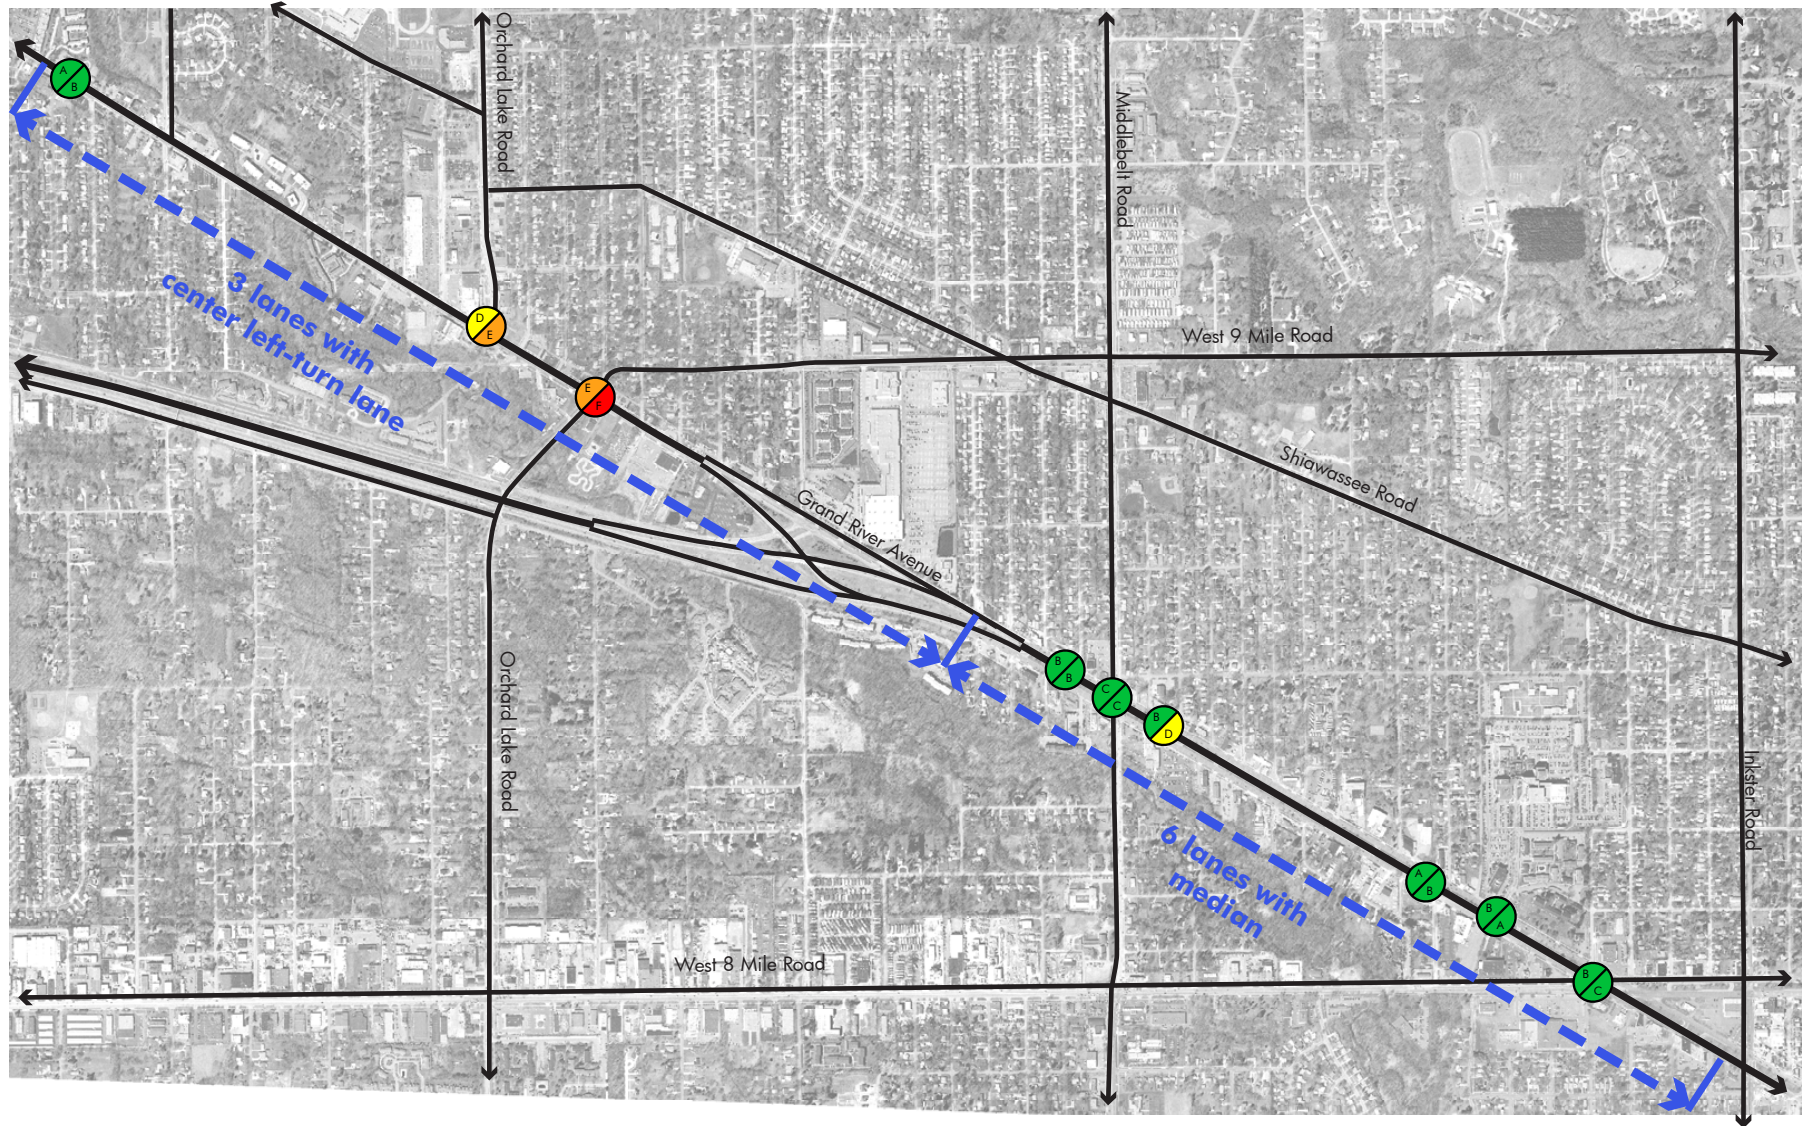 Orchard Lake Road
A
B
Middlebelt Road
3 lanes with
center left-turn lane
D
E
West 9 Mile Road
E
F
Shiawassee Road
Grand River Avenue
Orchard Lake Road
B
B
C
C
B
D
Inkster Road
6 lanes with
median
A
B
B
A
West 8 Mile Road
B
C